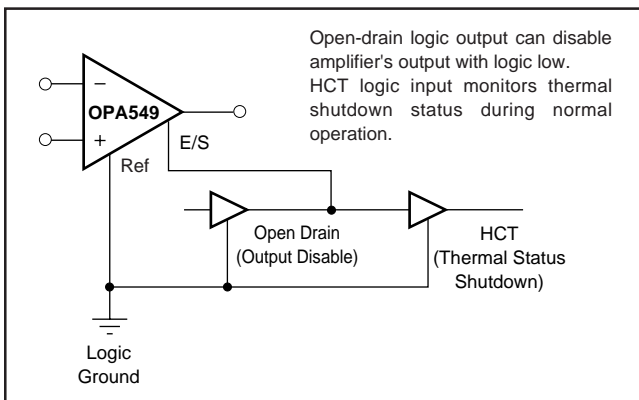 Open-drain logic output can disable
amplifier's output with logic low.
HCT logic input monitors thermal
shutdown status during normal
operation.
–
OPA549
+
E/S
Ref
Open Drain
(Output Disable)
HCT
(Thermal Status
Shutdown)
Logic
Ground